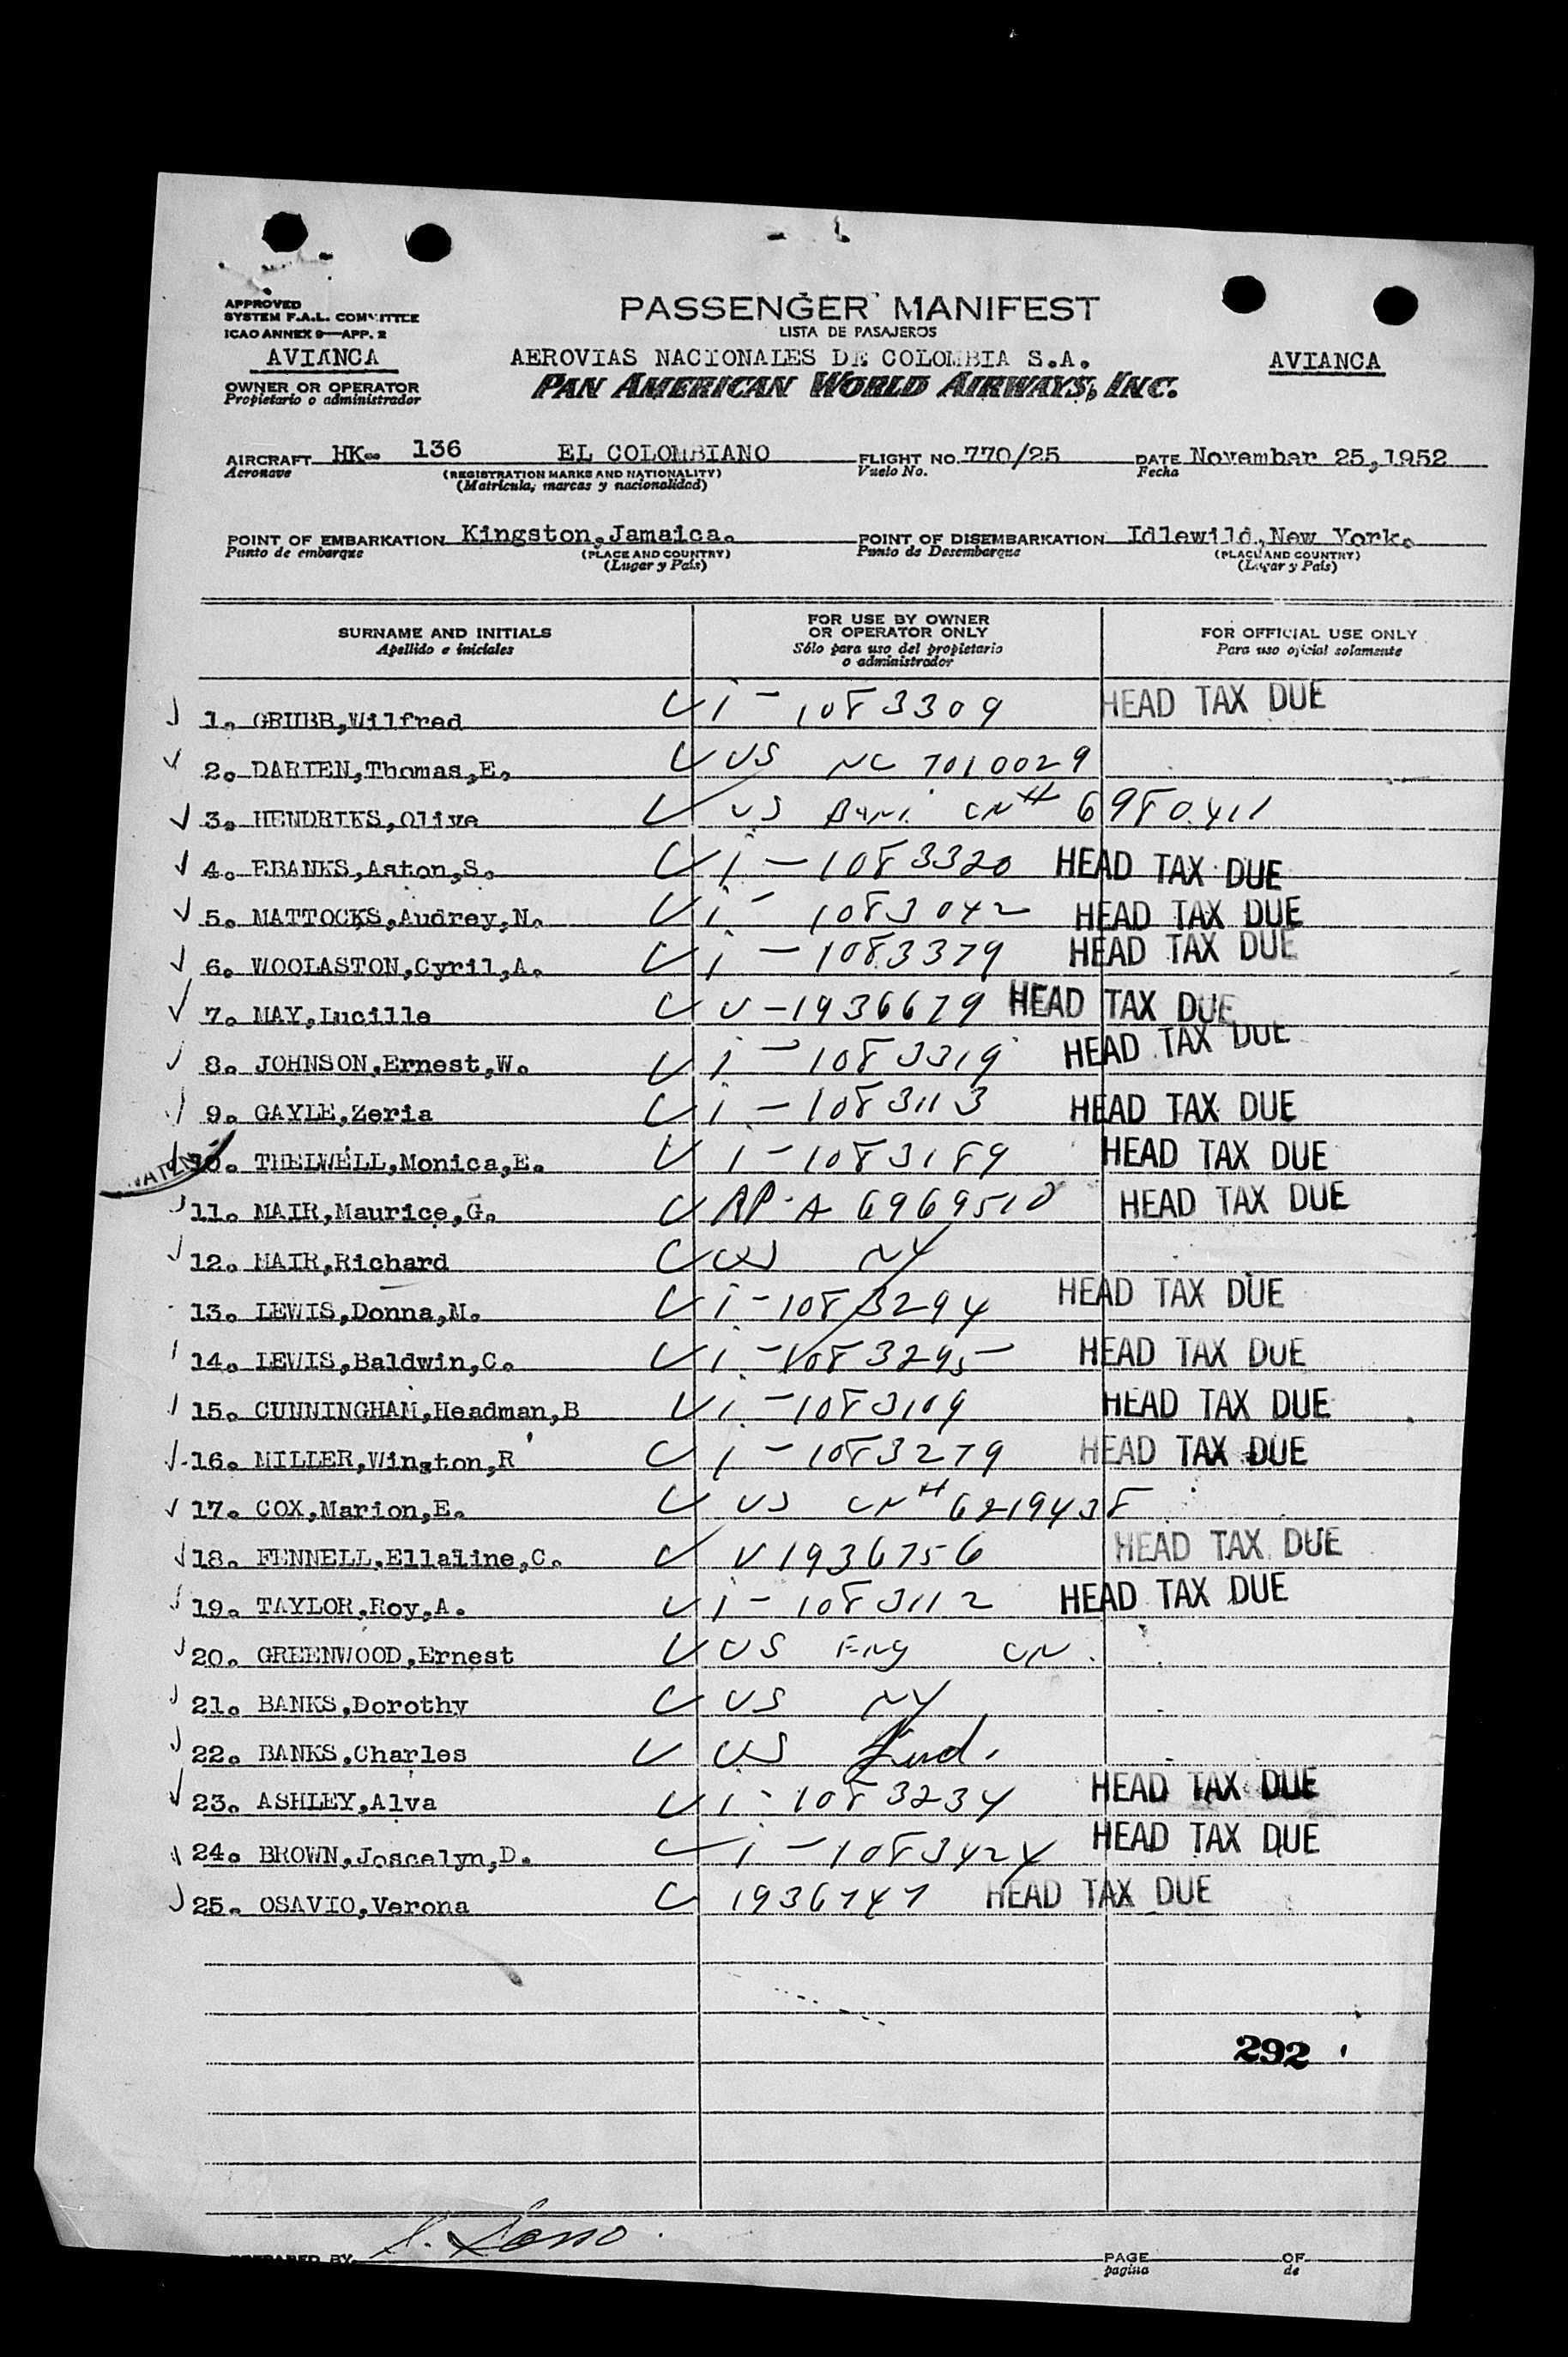 APPROVED
SYSTEM F.A.L. COMMITTEE
ICAO ANNEX 9—APP. 2
AVIANCA
OWNER OR OPERATOR
Propietario o administrador
PASSENGER MANIFEST
LISTA DE PASAJEROS
AEROVIAS NACIONALES DE COLOMBIA S.A.
PAN AMERICAN WORLD AIRWAYS, INC.
AVIANCA
AIRCRAFT HK- 136 EL COLOMBIANO FLIGHT NO. 770/25 DATE November 25,1952
Aeronave (REGISTRATION MARKS AND NATIONALITY) Vuelo No. Fecha
(Matrícula, marcas y nacionalidad)
POINT OF EMBARKATION Kingston,Jamaica. POINT OF DISEMBARKATION Idlewild,New York.
Punto de embarque (PLACE AND COUNTRY) Punto de Desembarque (PLACE AND COUNTRY)
(Lugar y País) (Lugar y País)
SURNAME AND INITIALS
Apellido e iniciales
FOR USE BY OWNER
OR OPERATOR ONLY
Sólo para uso del propietario
o administrador
FOR OFFICIAL USE ONLY
Para uso oficial solamente
1. GRUBB,Wilfred i - 1083309 HEAD TAX DUE
2. DARIEN,Thomas,E. US NC 7010029
3. HENDRIKS,Olive US CN# 6980411
4. EBANKS,Aston,S. i - 1083320 HEAD TAX DUE
5. MATTOCKS,Audrey,N. i - 1083042 HEAD TAX DUE
6. WOOLASTON,Cyril,A. i - 1083379 HEAD TAX DUE
7. MAY,Lucille V - 1936679 HEAD TAX DUE
8. JOHNSON,Ernest,W. i - 1083319 HEAD TAX DUE
9. GAYLE,Zeria i - 1083113 HEAD TAX DUE
10. THELWELL,Monica,E. i - 1083189 HEAD TAX DUE
11. MAIR,Maurice,G. RP-A 6969510 HEAD TAX DUE
12. MAIR,Richard US NY
13. LEWIS,Donna,M. i - 1083294 HEAD TAX DUE
14. LEWIS,Baldwin,C. i - 1083295 HEAD TAX DUE
15. CUNNINGHAM,Headman,B i - 1083109 HEAD TAX DUE
16. MILLER,Winston,R i - 1083279 HEAD TAX DUE
17. COX,Marion,E. US CN# 6219438
18. FENNELL,Ellaline,C. V 1936756 HEAD TAX DUE
19. TAYLOR,Roy,A. i - 1083112 HEAD TAX DUE
20. GREENWOOD,Ernest US Eng CN
21. BANKS,Dorothy US NY
22. BANKS,Charles US Ind.
23. ASHLEY,Alva i - 1083234 HEAD TAX DUE
24. BROWN,Joscelyn,D. i - 1083424 HEAD TAX DUE
25. OSAVIO,Verona 1936747 HEAD TAX DUE
292
PREPARED BY
PAGE OF
pagina de